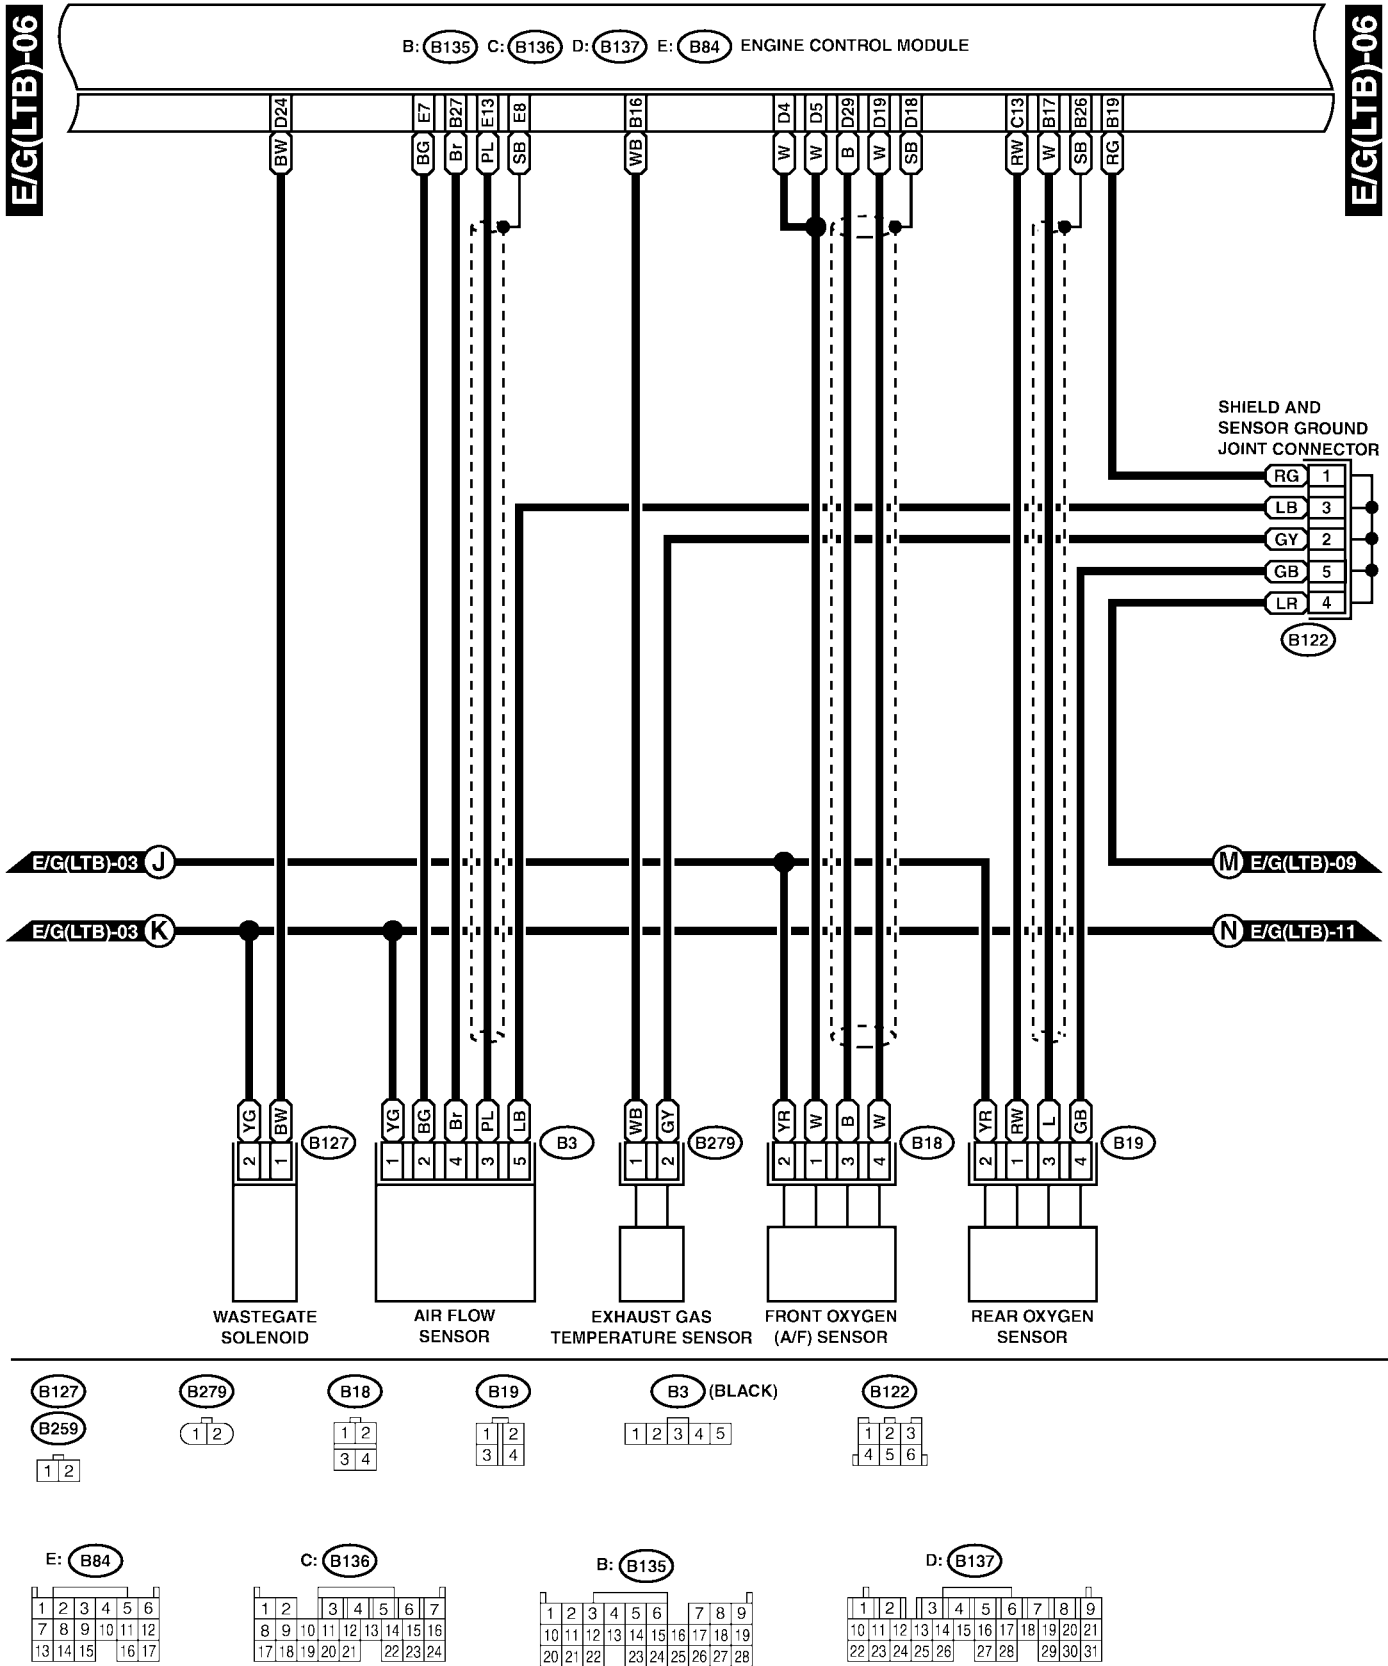 E/G(LTB)-06
E/G(LTB)-06
B: B135 C: B136 D: B137 E: B84 ENGINE CONTROL MODULE
D24 E7 B27 E13 E8 B16 D4 D5 D29 D19 D18 C13 B17 B26 B19
BW BG Br PL SB WB W W B W SB RW W SB RG
SHIELD AND
SENSOR GROUND
JOINT CONNECTOR
RG 1
LB 3
GY 2
GB 5
LR 4
B122
E/G(LTB)-03 J
M E/G(LTB)-09
E/G(LTB)-03 K
N E/G(LTB)-11
YG BW YG BG Br PL LB WB GY YR W B W YR RW L GB
2 1 B127 1 2 4 3 5 B3 1 2 B279 2 1 3 4 B18 2 1 3 4 B19
WASTEGATE
SOLENOID
AIR FLOW
SENSOR
EXHAUST GAS
TEMPERATURE SENSOR
FRONT OXYGEN
(A/F) SENSOR
REAR OXYGEN
SENSOR
B127
B259
1 2
B279
1 2
B18
1 2
3 4
B19
1 2
3 4
B3 (BLACK)
1 2 3 4 5
B122
1 2 3
4 5 6
E: B84
1 2 3 4 5 6
7 8 9 10 11 12
13 14 15 16 17
C: B136
1 2 3 4 5 6 7
8 9 10 11 12 13 14 15 16
17 18 19 20 21 22 23 24
B: B135
1 2 3 4 5 6 7 8 9
10 11 12 13 14 15 16 17 18 19
20 21 22 23 24 25 26 27 28
D: B137
1 2 3 4 5 6 7 8 9
10 11 12 13 14 15 16 17 18 19 20 21
22 23 24 25 26 27 28 29 30 31